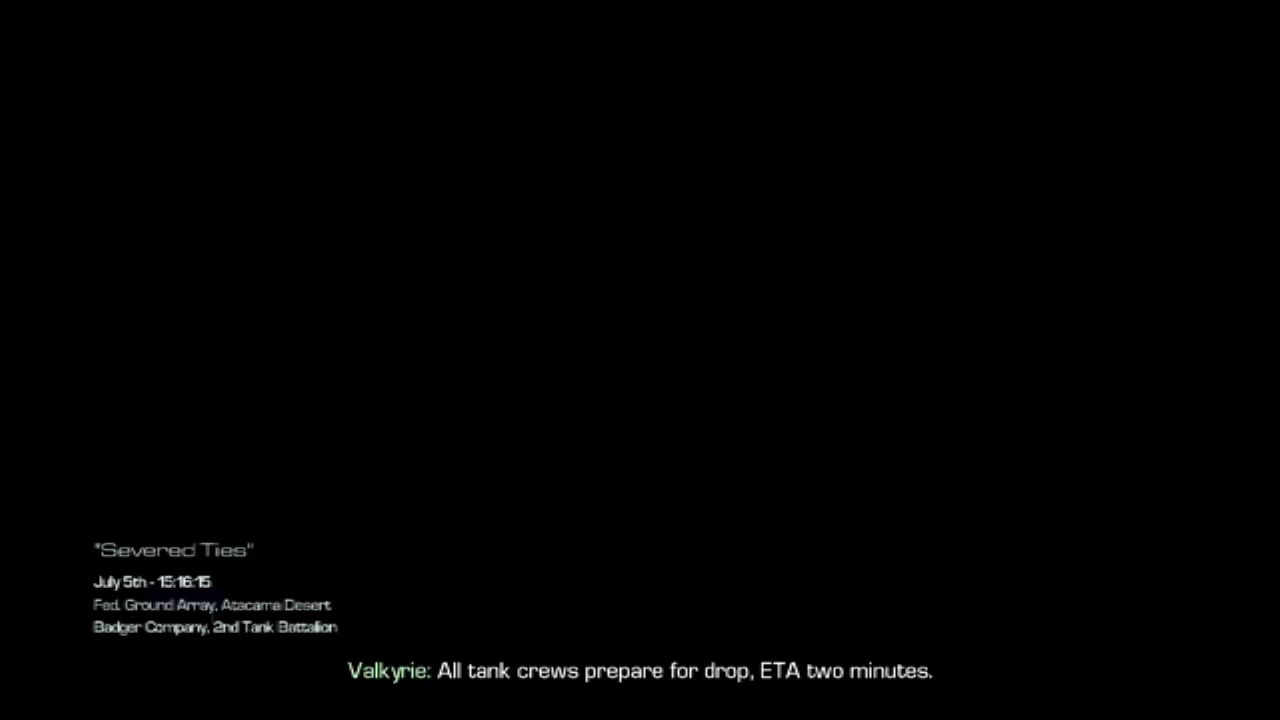 "Severed Ties"
July 5th - 15:16:15
Fed. Ground Array, Atacama Desert
Badger Company, 2nd Tank Battalion
Valkyrie: All tank crews prepare for drop, ETA two minutes.